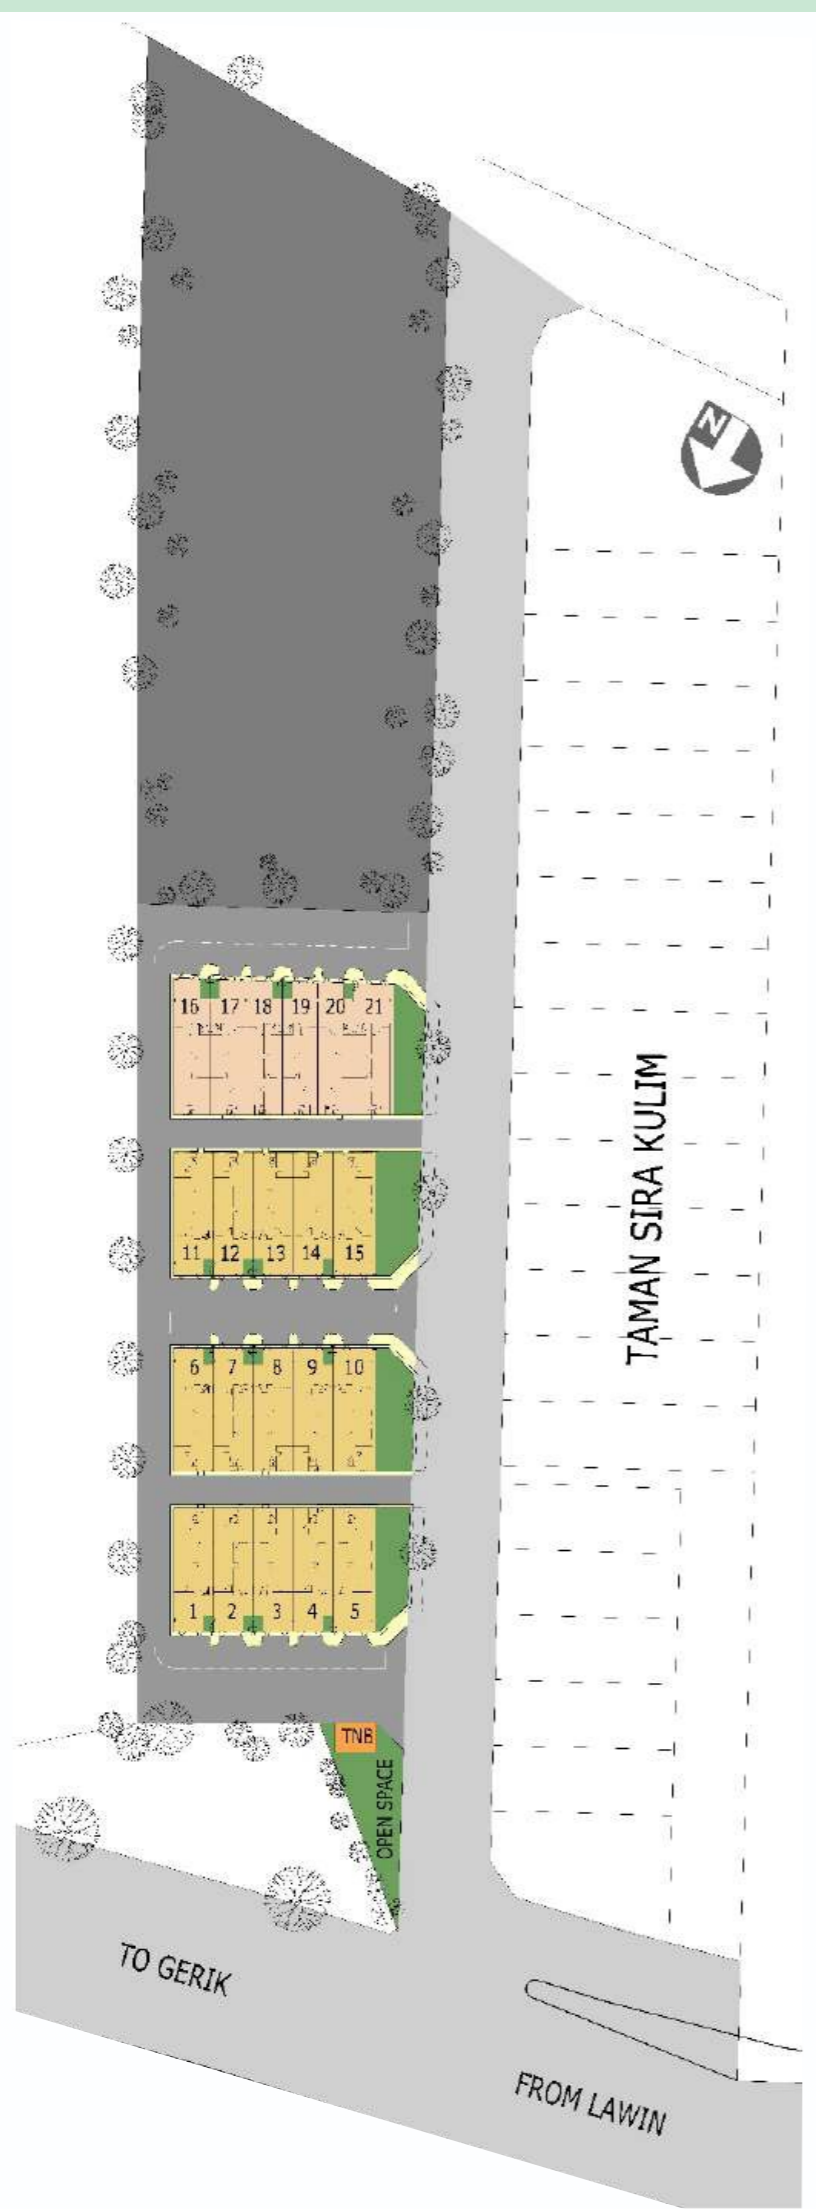 N
16 17 18 19 20 21
11 12 13 14 15
6 7 8 9 10
1 2 3 4 5
TAMAN SIRA KULIM
TNB
OPEN SPACE
TO GERIK
FROM LAWIN